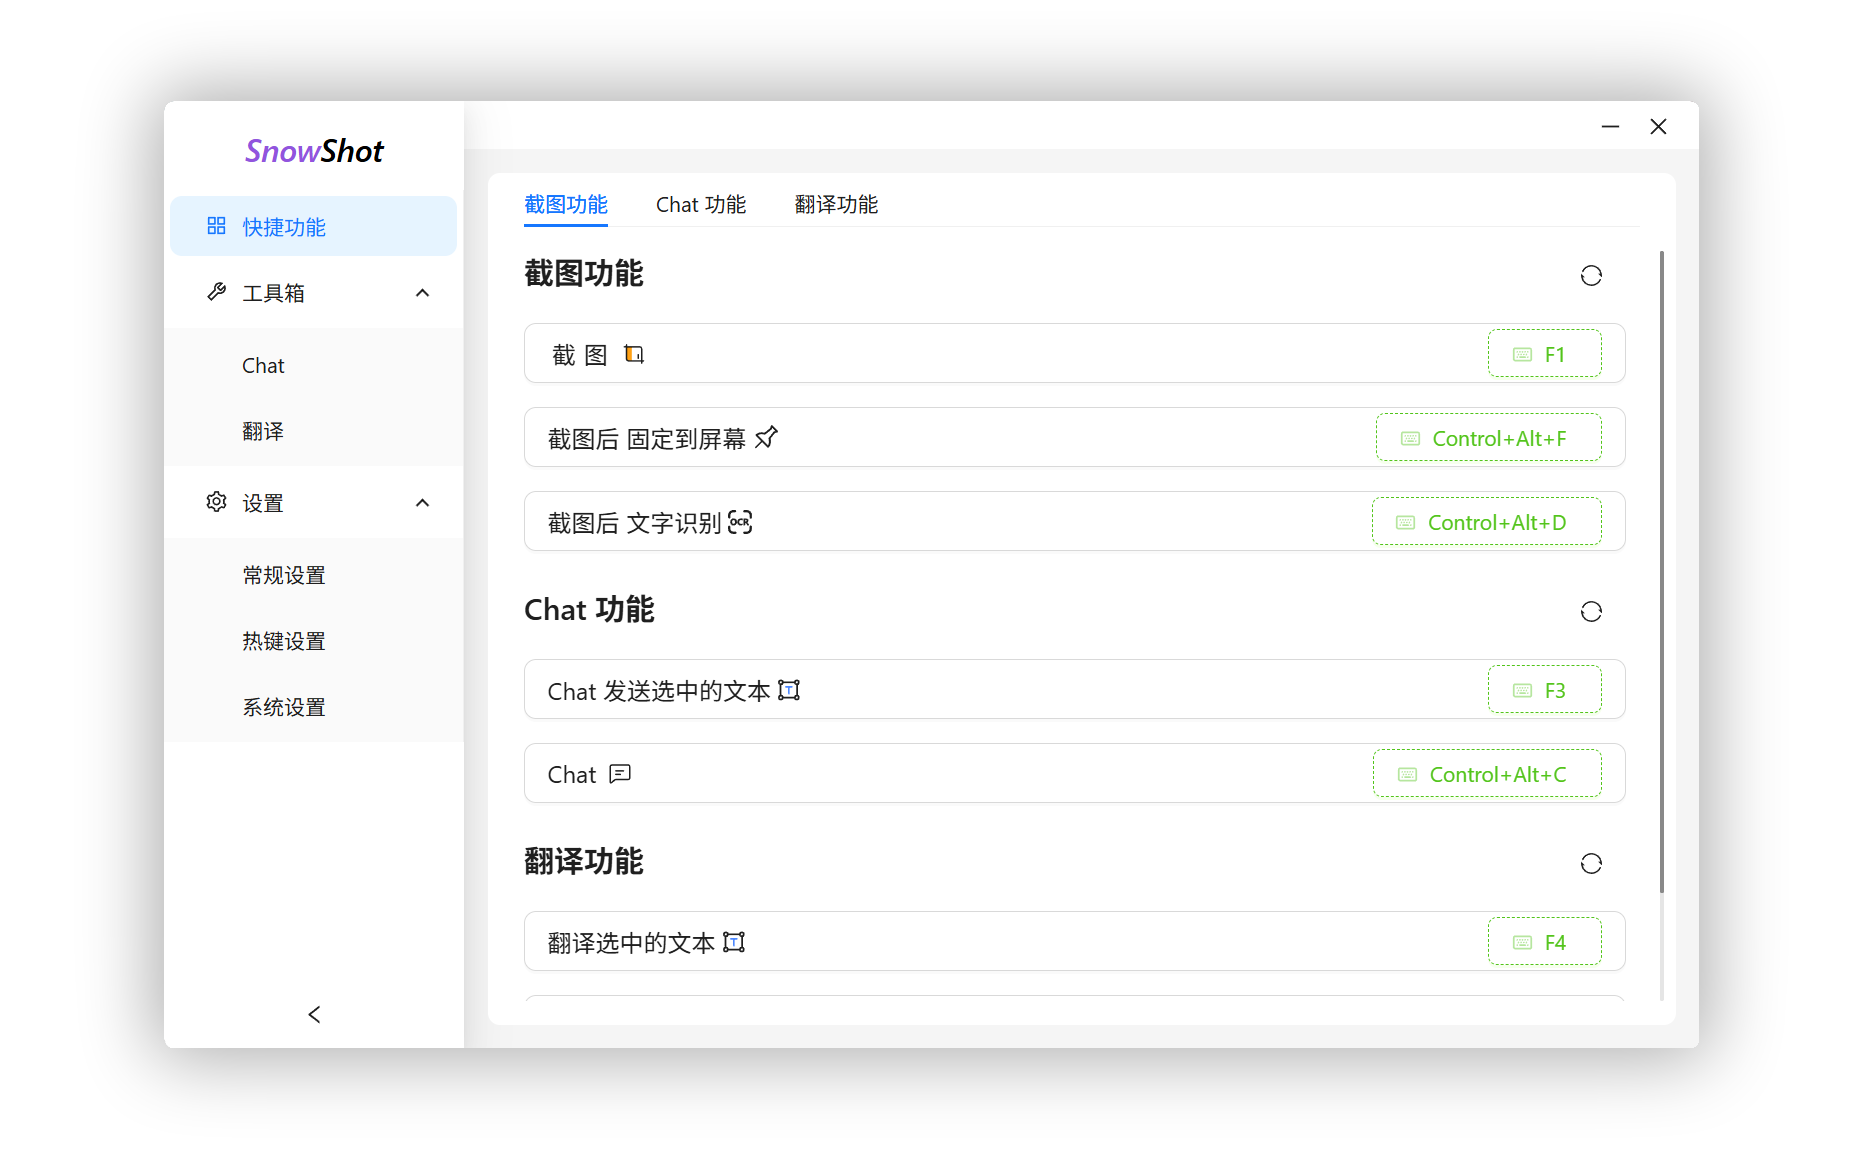 SnowShot
快捷功能
工具箱
Chat
翻译
设置
常规设置
热键设置
系统设置
截图功能 Chat 功能 翻译功能
截图功能
截 图 F1
截图后 固定到屏幕 Control+Alt+F
截图后 文字识别 OCR Control+Alt+D
Chat 功能
Chat 发送选中的文本 T F3
Chat Control+Alt+C
翻译功能
翻译选中的文本 T F4